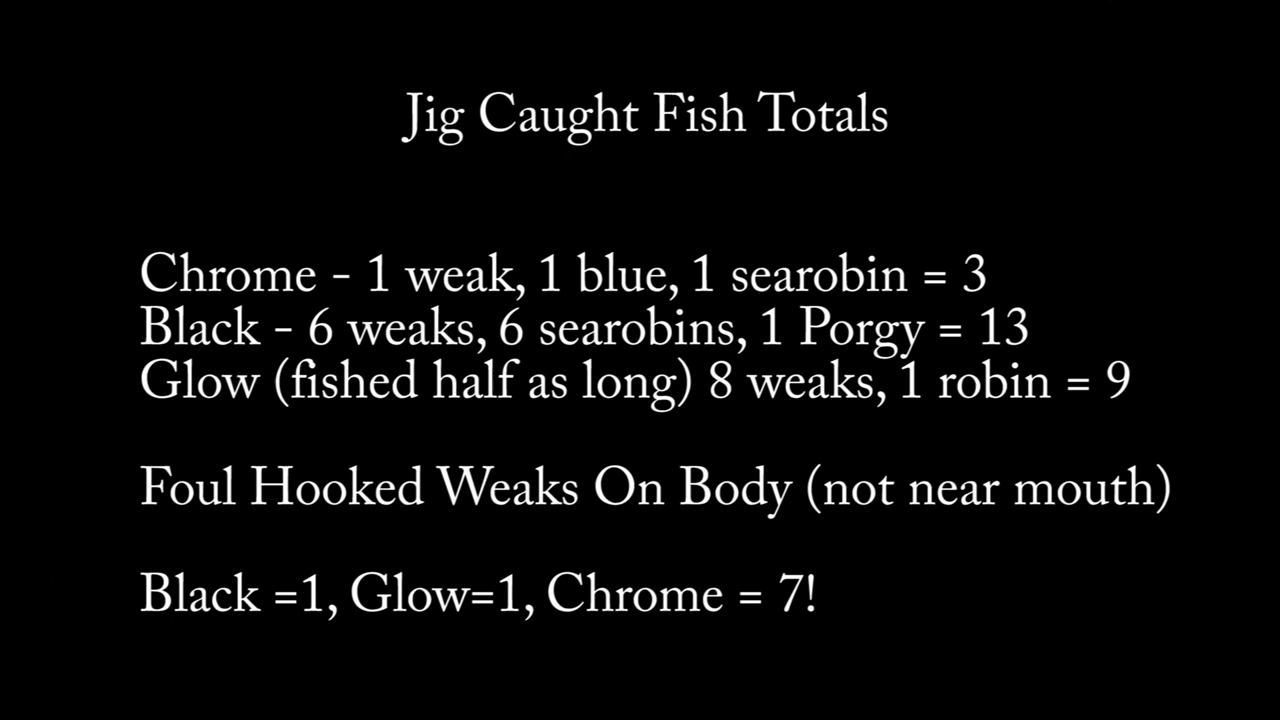 Jig Caught Fish Totals
Chrome - 1 weak, 1 blue, 1 searobin = 3
Black - 6 weaks, 6 searobins, 1 Porgy = 13
Glow (fished half as long) 8 weaks, 1 robin = 9
Foul Hooked Weaks On Body (not near mouth)
Black =1, Glow=1, Chrome = 7!